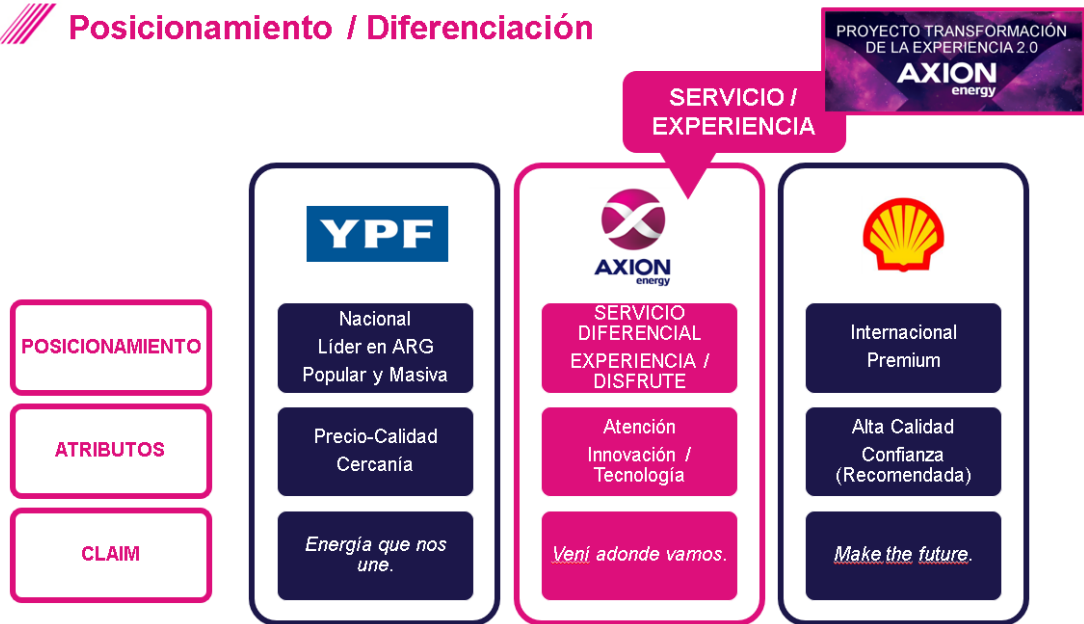 Posicionamiento / Diferenciación
PROYECTO TRANSFORMACIÓN
DE LA EXPERIENCIA 2.0
AXION
energy
SERVICIO /
EXPERIENCIA
YPF
AXION
energy
POSICIONAMIENTO
Nacional
Líder en ARG
Popular y Masiva
SERVICIO
DIFERENCIAL
EXPERIENCIA /
DISFRUTE
Internacional
Premium
ATRIBUTOS
Precio-Calidad
Cercanía
Atención
Innovación /
Tecnología
Alta Calidad
Confianza
(Recomendada)
CLAIM
Energía que nos
une.
Vení adonde vamos.
Make the future.